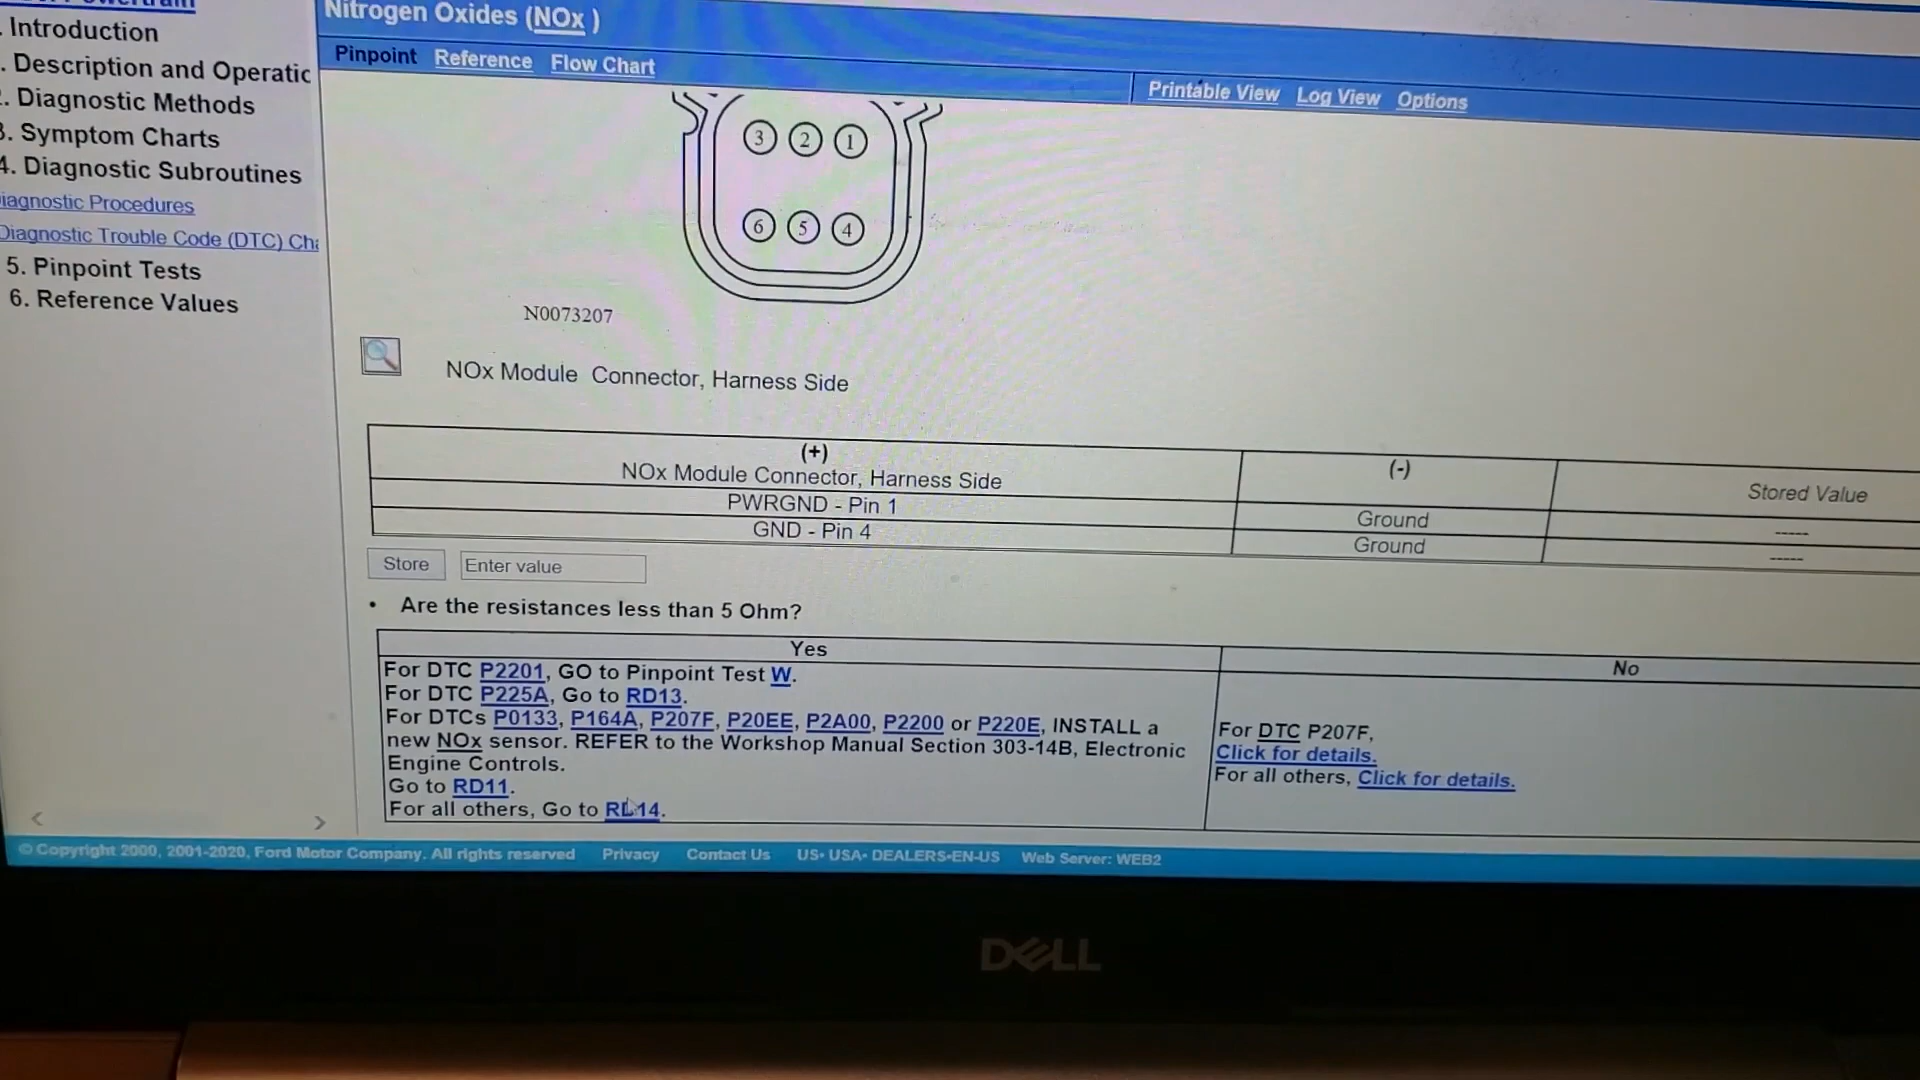 . Introduction
. Description and Operatic
. Diagnostic Methods
3. Symptom Charts
4. Diagnostic Subroutines
iagnostic Procedures
Diagnostic Trouble Code (DTC) Cha
5. Pinpoint Tests
6. Reference Values
Nitrogen Oxides (NOx )
Pinpoint Reference Flow Chart
Printable View Log View Options
3 2 1
6 5 4
N0073207
NOx Module Connector, Harness Side
(+)
NOx Module Connector, Harness Side
(-)
Stored Value
PWRGND - Pin 1
Ground
-----
GND - Pin 4
Ground
-----
Store
Enter value
• Are the resistances less than 5 Ohm?
Yes
No
For DTC P2201, GO to Pinpoint Test W.
For DTC P225A, Go to RD13.
For DTCs P0133, P164A, P207F, P20EE, P2A00, P2200 or P220E, INSTALL a
new NOx sensor. REFER to the Workshop Manual Section 303-14B, Electronic
Engine Controls.
Go to RD11.
For all others, Go to RD14.
For DTC P207F,
Click for details.
For all others, Click for details.
© Copyright 2000, 2001-2020, Ford Motor Company. All rights reserved Privacy Contact Us US• USA• DEALERS•EN-US Web Server: WEB2
DELL